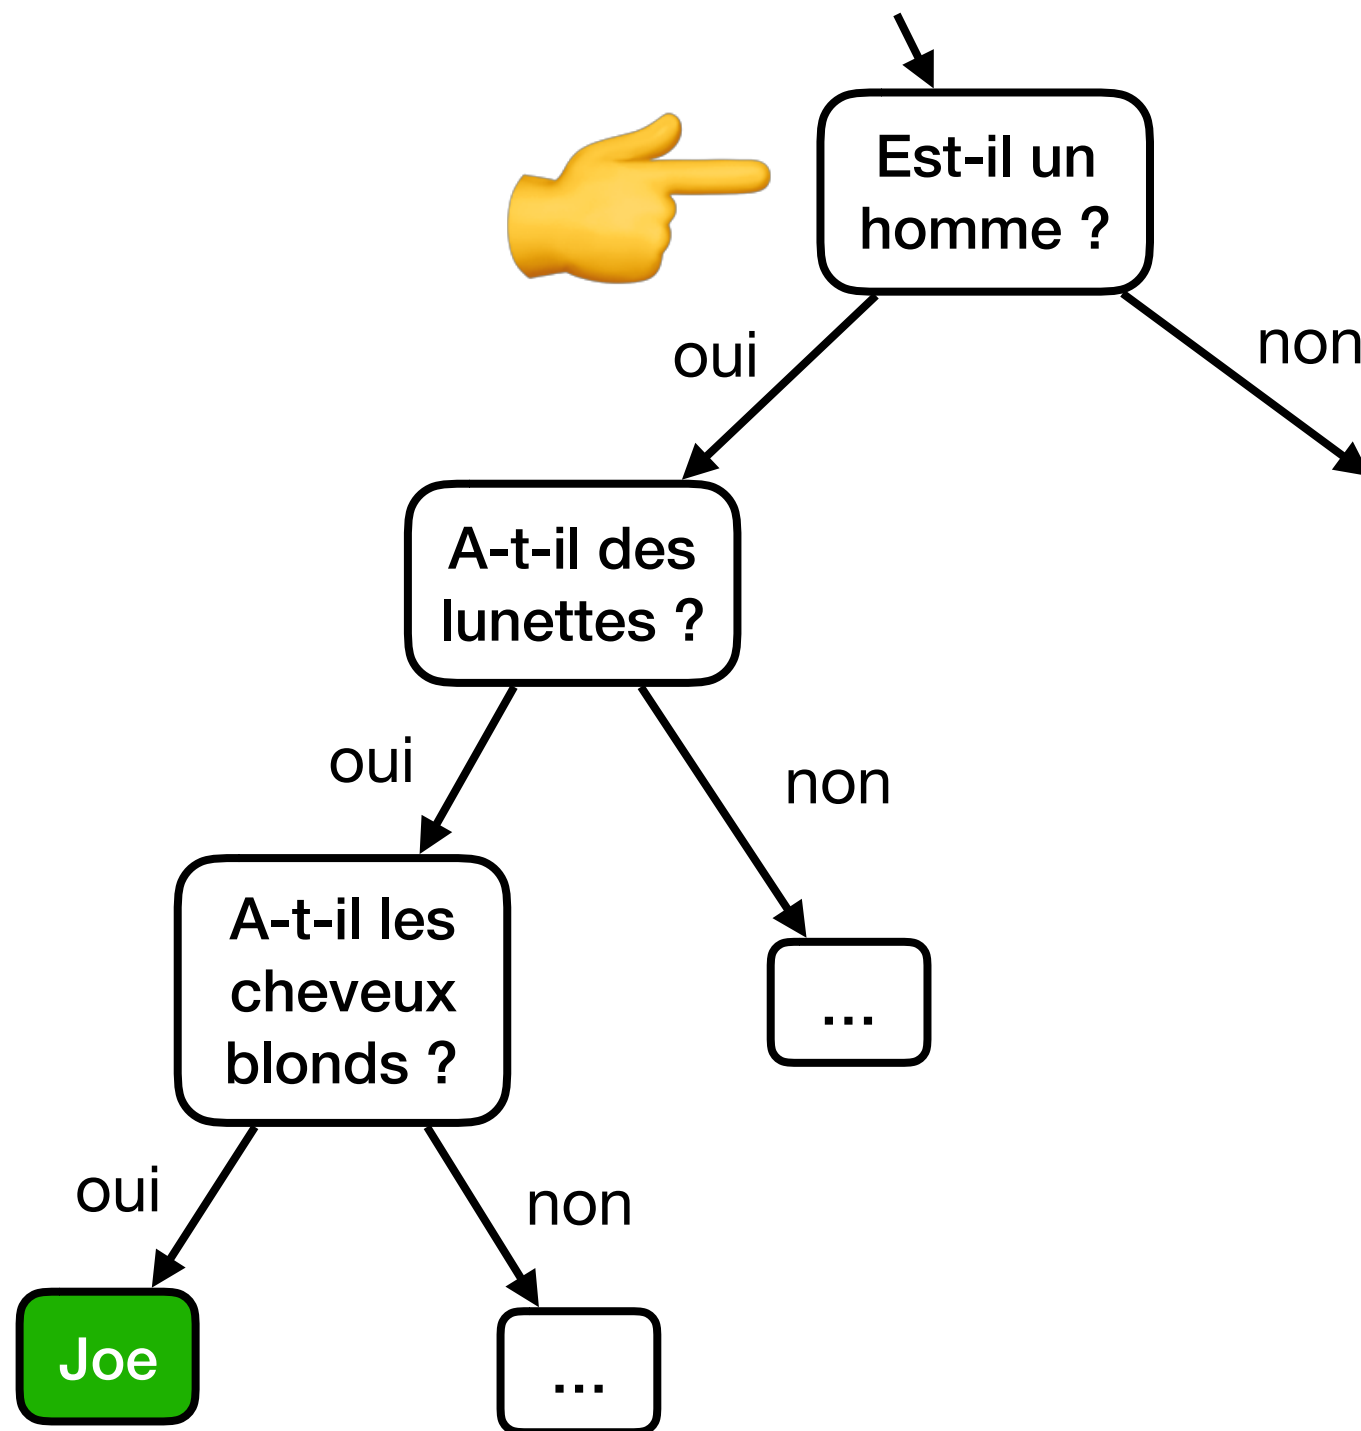 Est-il un
homme ?
oui
non
A-t-il des
lunettes ?
oui
non
A-t-il les
cheveux
blonds ?
...
oui
non
Joe
...